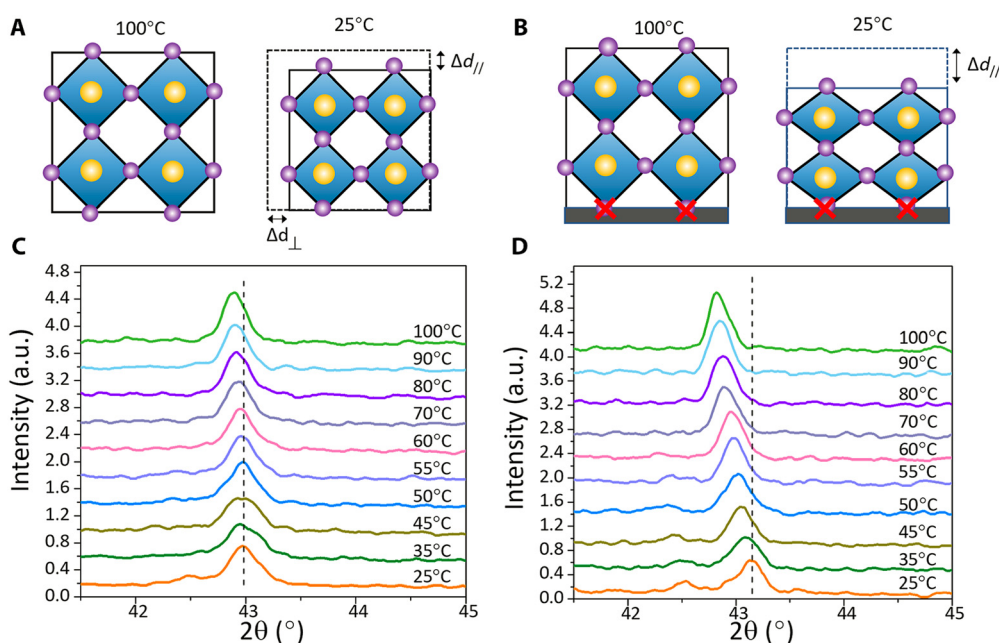 A
100°C
25°C
Δd//
Δd⊥
B
100°C
25°C
Δd//
C
Intensity (a.u.)
4.8
4.0
3.6
3.2
2.8
2.4
2.0
1.6
1.2
0.8
0.4
0.0
100°C
90°C
80°C
70°C
60°C
55°C
50°C
45°C
35°C
25°C
42
43
44
45
2θ (°)
D
Intensity (a.u.)
5.2
4.4
4.0
3.6
3.2
2.8
2.4
2.0
1.6
1.2
0.8
0.4
0.0
100°C
90°C
80°C
70°C
60°C
55°C
50°C
45°C
35°C
25°C
42
43
44
45
2θ (°)